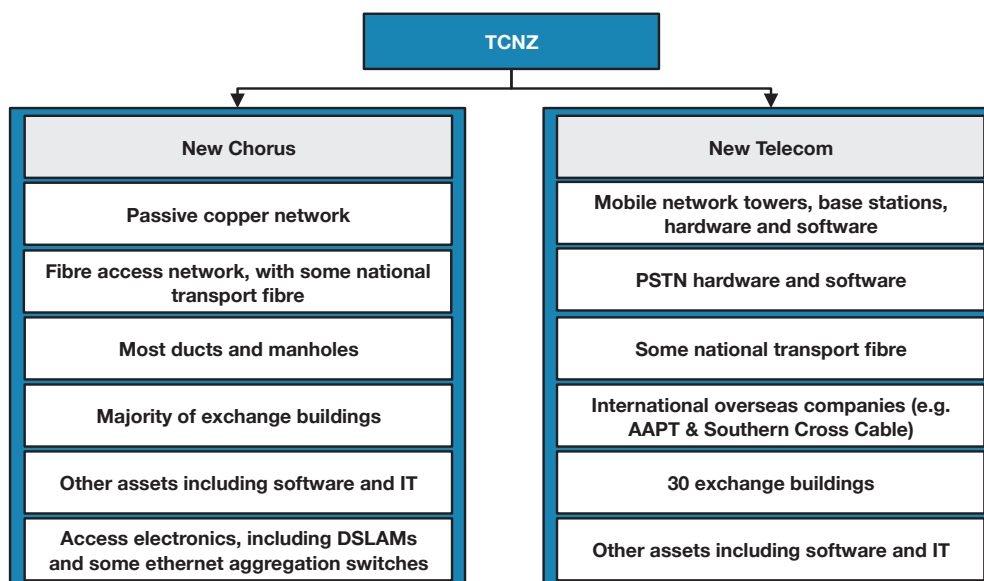 TCNZ
New Chorus
Passive copper network
Fibre access network, with some national
transport fibre
Most ducts and manholes
Majority of exchange buildings
Other assets including software and IT
Access electronics, including DSLAMs
and some ethernet aggregation switches
New Telecom
Mobile network towers, base stations,
hardware and software
PSTN hardware and software
Some national transport fibre
International overseas companies (e.g.
AAPT & Southern Cross Cable)
30 exchange buildings
Other assets including software and IT